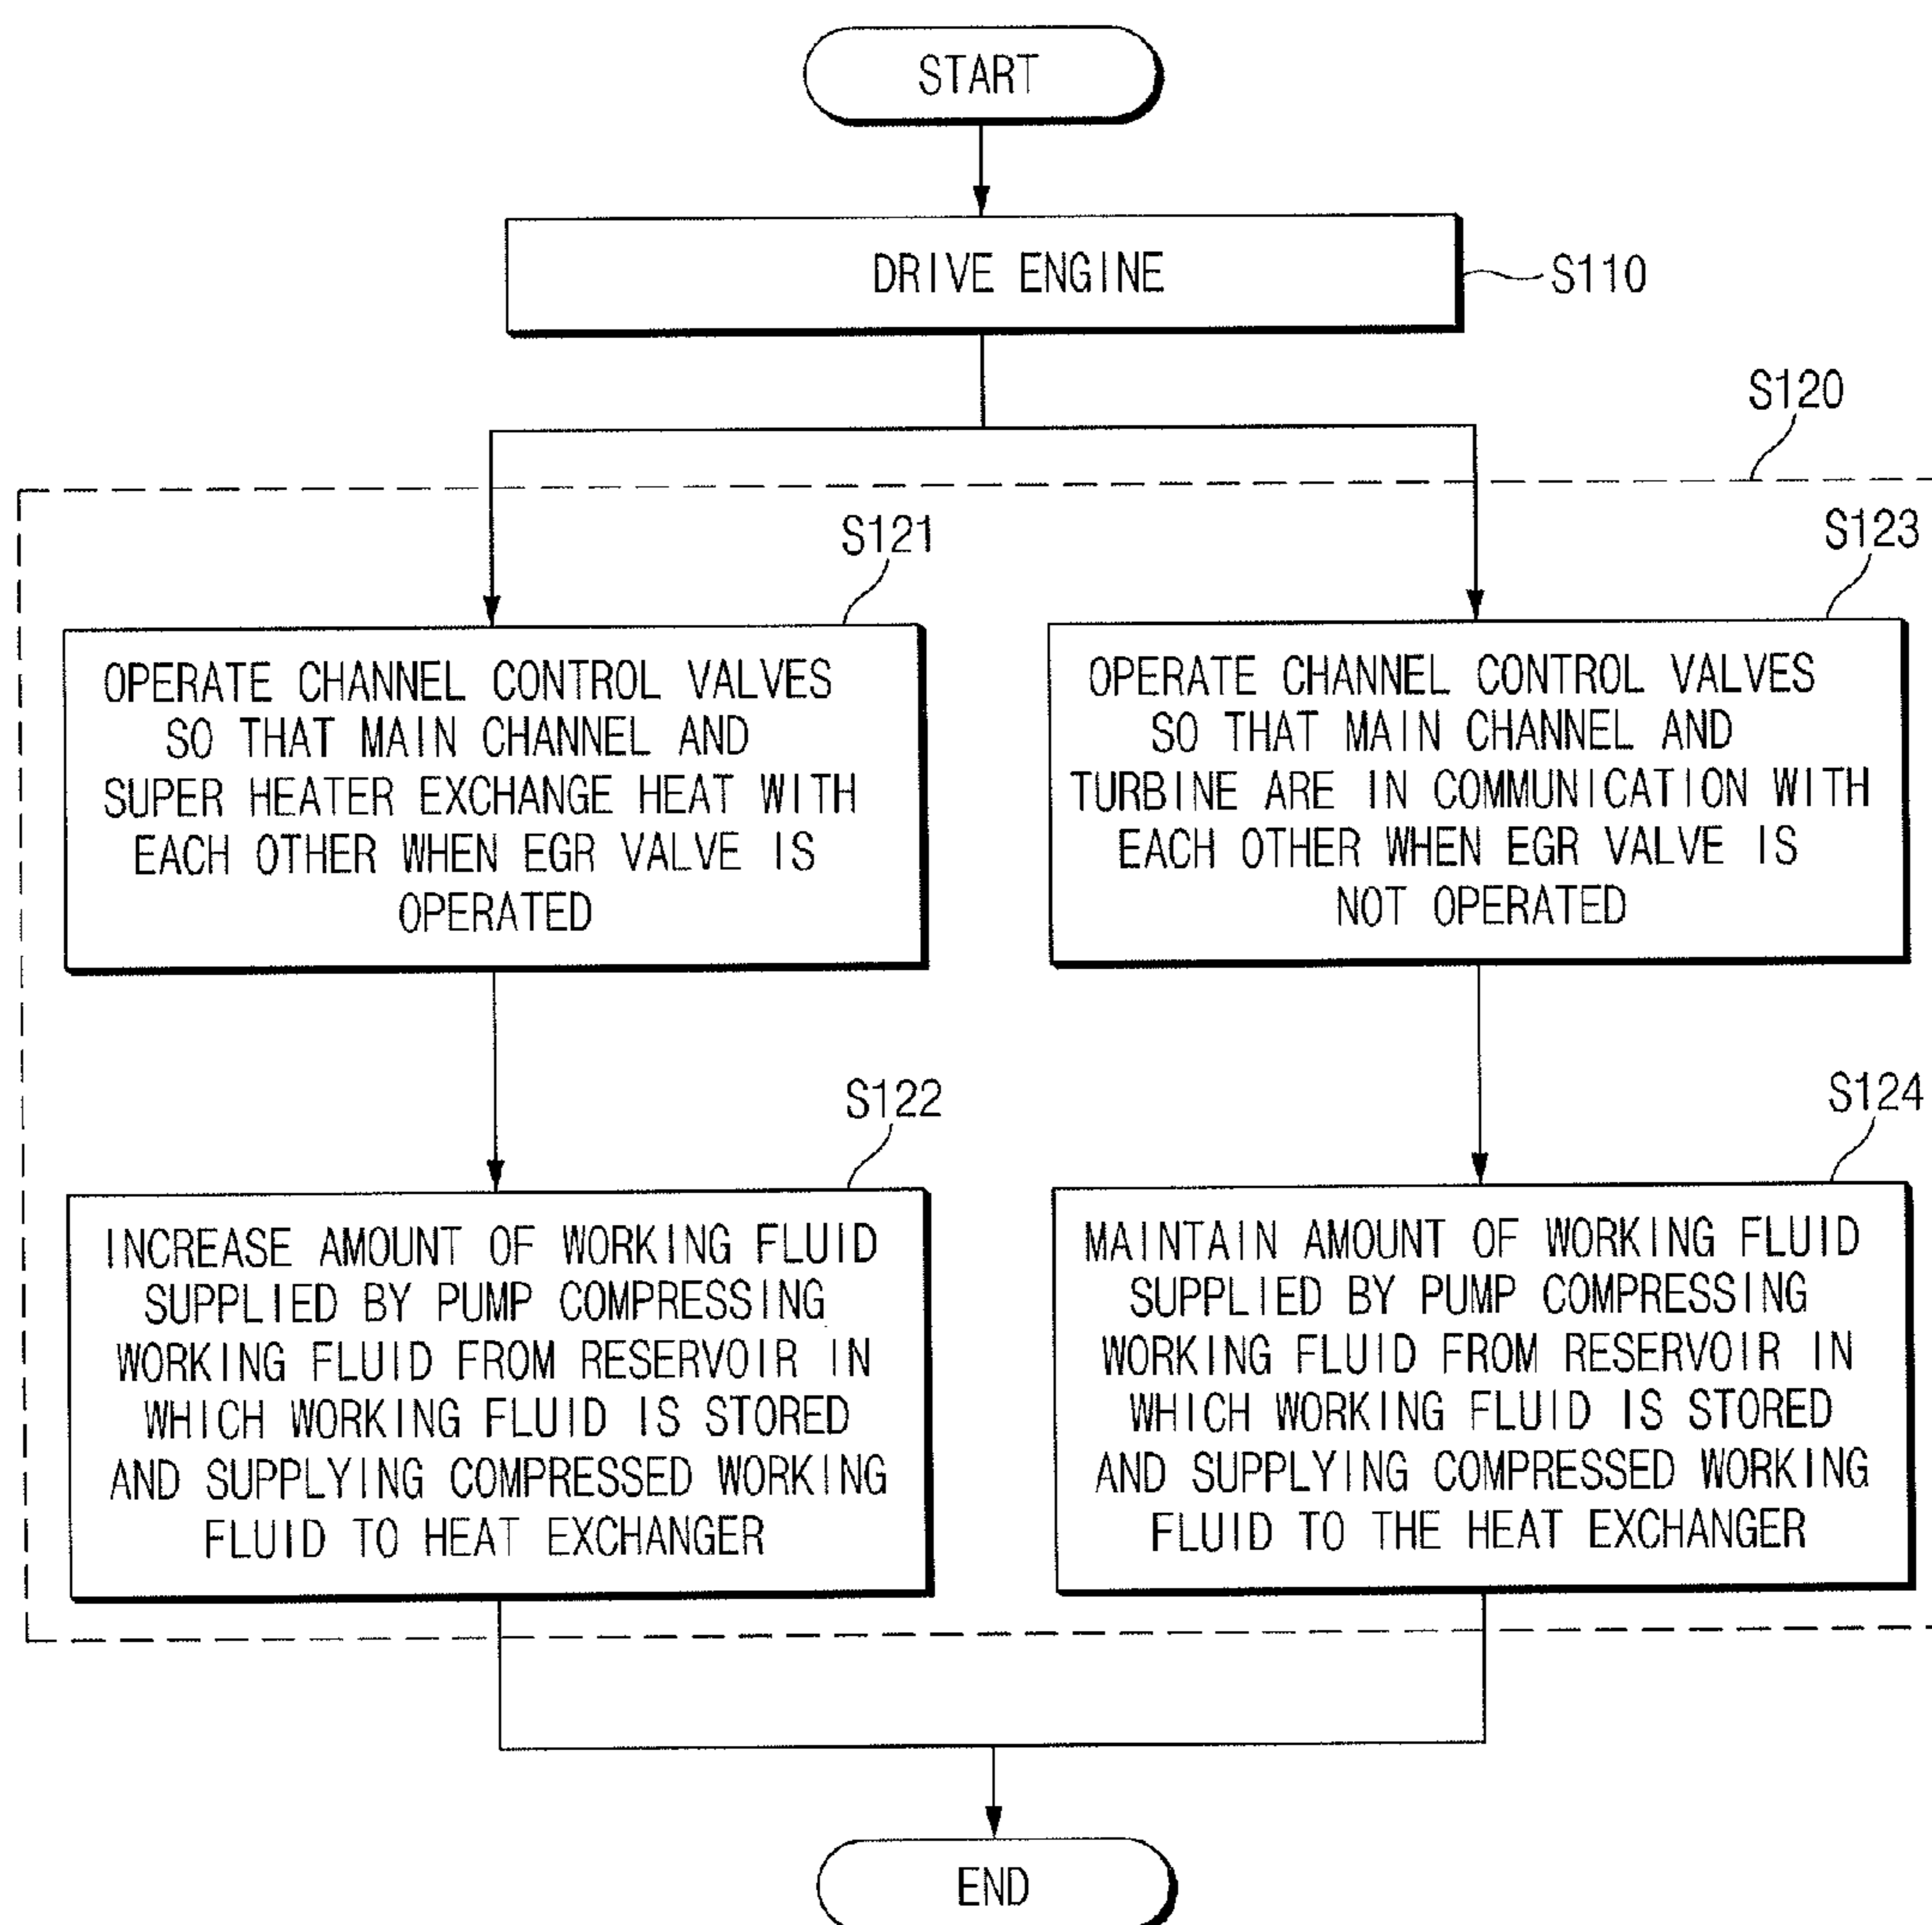 START
DRIVE ENGINE
S110
S120
S121
OPERATE CHANNEL CONTROL VALVES
SO THAT MAIN CHANNEL AND
SUPER HEATER EXCHANGE HEAT WITH
EACH OTHER WHEN EGR VALVE IS
OPERATED
S123
OPERATE CHANNEL CONTROL VALVES
SO THAT MAIN CHANNEL AND
TURBINE ARE IN COMMUNICATION WITH
EACH OTHER WHEN EGR VALVE IS
NOT OPERATED
S122
INCREASE AMOUNT OF WORKING FLUID
SUPPLIED BY PUMP COMPRESSING
WORKING FLUID FROM RESERVOIR IN
WHICH WORKING FLUID IS STORED
AND SUPPLYING COMPRESSED WORKING
FLUID TO HEAT EXCHANGER
S124
MAINTAIN AMOUNT OF WORKING FLUID
SUPPLIED BY PUMP COMPRESSING
WORKING FLUID FROM RESERVOIR IN
WHICH WORKING FLUID IS STORED
AND SUPPLYING COMPRESSED WORKING
FLUID TO THE HEAT EXCHANGER
END